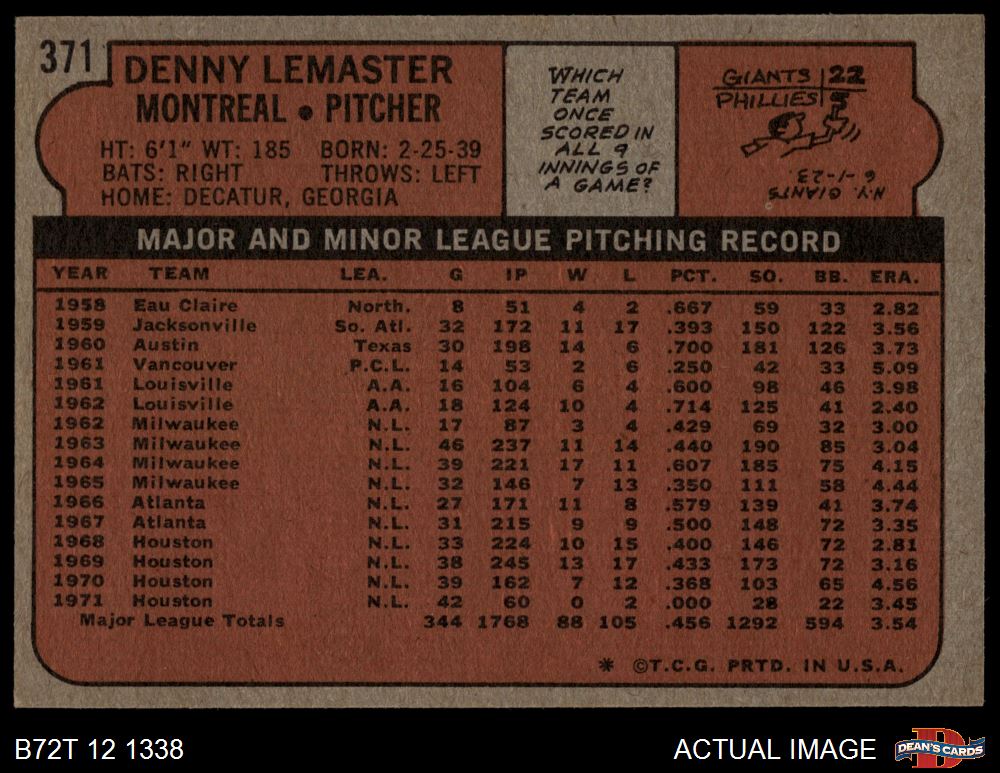 371
DENNY LEMASTER
MONTREAL • PITCHER
HT: 6'1" WT: 185 BORN: 2-25-39
BATS: RIGHT THROWS: LEFT
HOME: DECATUR, GEORGIA
WHICH
TEAM
ONCE
SCORED IN
ALL 9
INNINGS OF
A GAME?
GIANTS 22
PHILLIES 5
N.Y. GIANTS
6-1-23.
MAJOR AND MINOR LEAGUE PITCHING RECORD
YEAR TEAM LEA. G IP W L PCT. SO. BB. ERA.
1958 Eau Claire North. 8 51 4 2 .667 59 33 2.82
1959 Jacksonville So. Atl. 32 172 11 17 .393 150 122 3.56
1960 Austin Texas 30 198 14 6 .700 181 126 3.73
1961 Vancouver P.C.L. 14 53 2 6 .250 42 33 5.09
1961 Louisville A.A. 16 104 6 4 .600 98 46 3.98
1962 Louisville A.A. 18 124 10 4 .714 125 41 2.40
1962 Milwaukee N.L. 17 87 3 4 .429 69 32 3.00
1963 Milwaukee N.L. 46 237 11 14 .440 190 85 3.04
1964 Milwaukee N.L. 39 221 17 11 .607 185 75 4.15
1965 Milwaukee N.L. 32 146 7 13 .350 111 58 4.44
1966 Atlanta N.L. 27 171 11 8 .579 139 41 3.74
1967 Atlanta N.L. 31 215 9 9 .500 148 72 3.35
1968 Houston N.L. 33 224 10 15 .400 146 72 2.81
1969 Houston N.L. 38 245 13 17 .433 173 72 3.16
1970 Houston N.L. 39 162 7 12 .368 103 65 4.56
1971 Houston N.L. 42 60 0 2 .000 28 22 3.45
Major League Totals 344 1768 88 105 .456 1292 594 3.54
* ©T.C.G. PRTD. IN U.S.A.
B72T 12 1338
ACTUAL IMAGE
D
DEAN'S CARDS